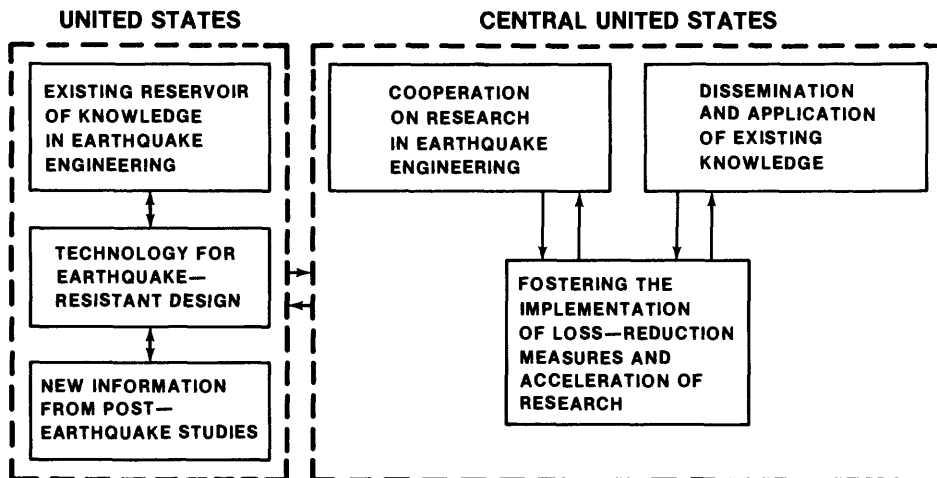 UNITED STATES
EXISTING RESERVOIR
OF KNOWLEDGE
IN EARTHQUAKE
ENGINEERING
TECHNOLOGY FOR
EARTHQUAKE—
RESISTANT DESIGN
NEW INFORMATION
FROM POST—
EARTHQUAKE STUDIES
CENTRAL UNITED STATES
COOPERATION
ON RESEARCH
IN EARTHQUAKE
ENGINEERING
DISSEMINATION
AND APPLICATION
OF EXISTING
KNOWLEDGE
FOSTERING THE
IMPLEMENTATION
OF LOSS—REDUCTION
MEASURES AND
ACCELERATION OF
RESEARCH